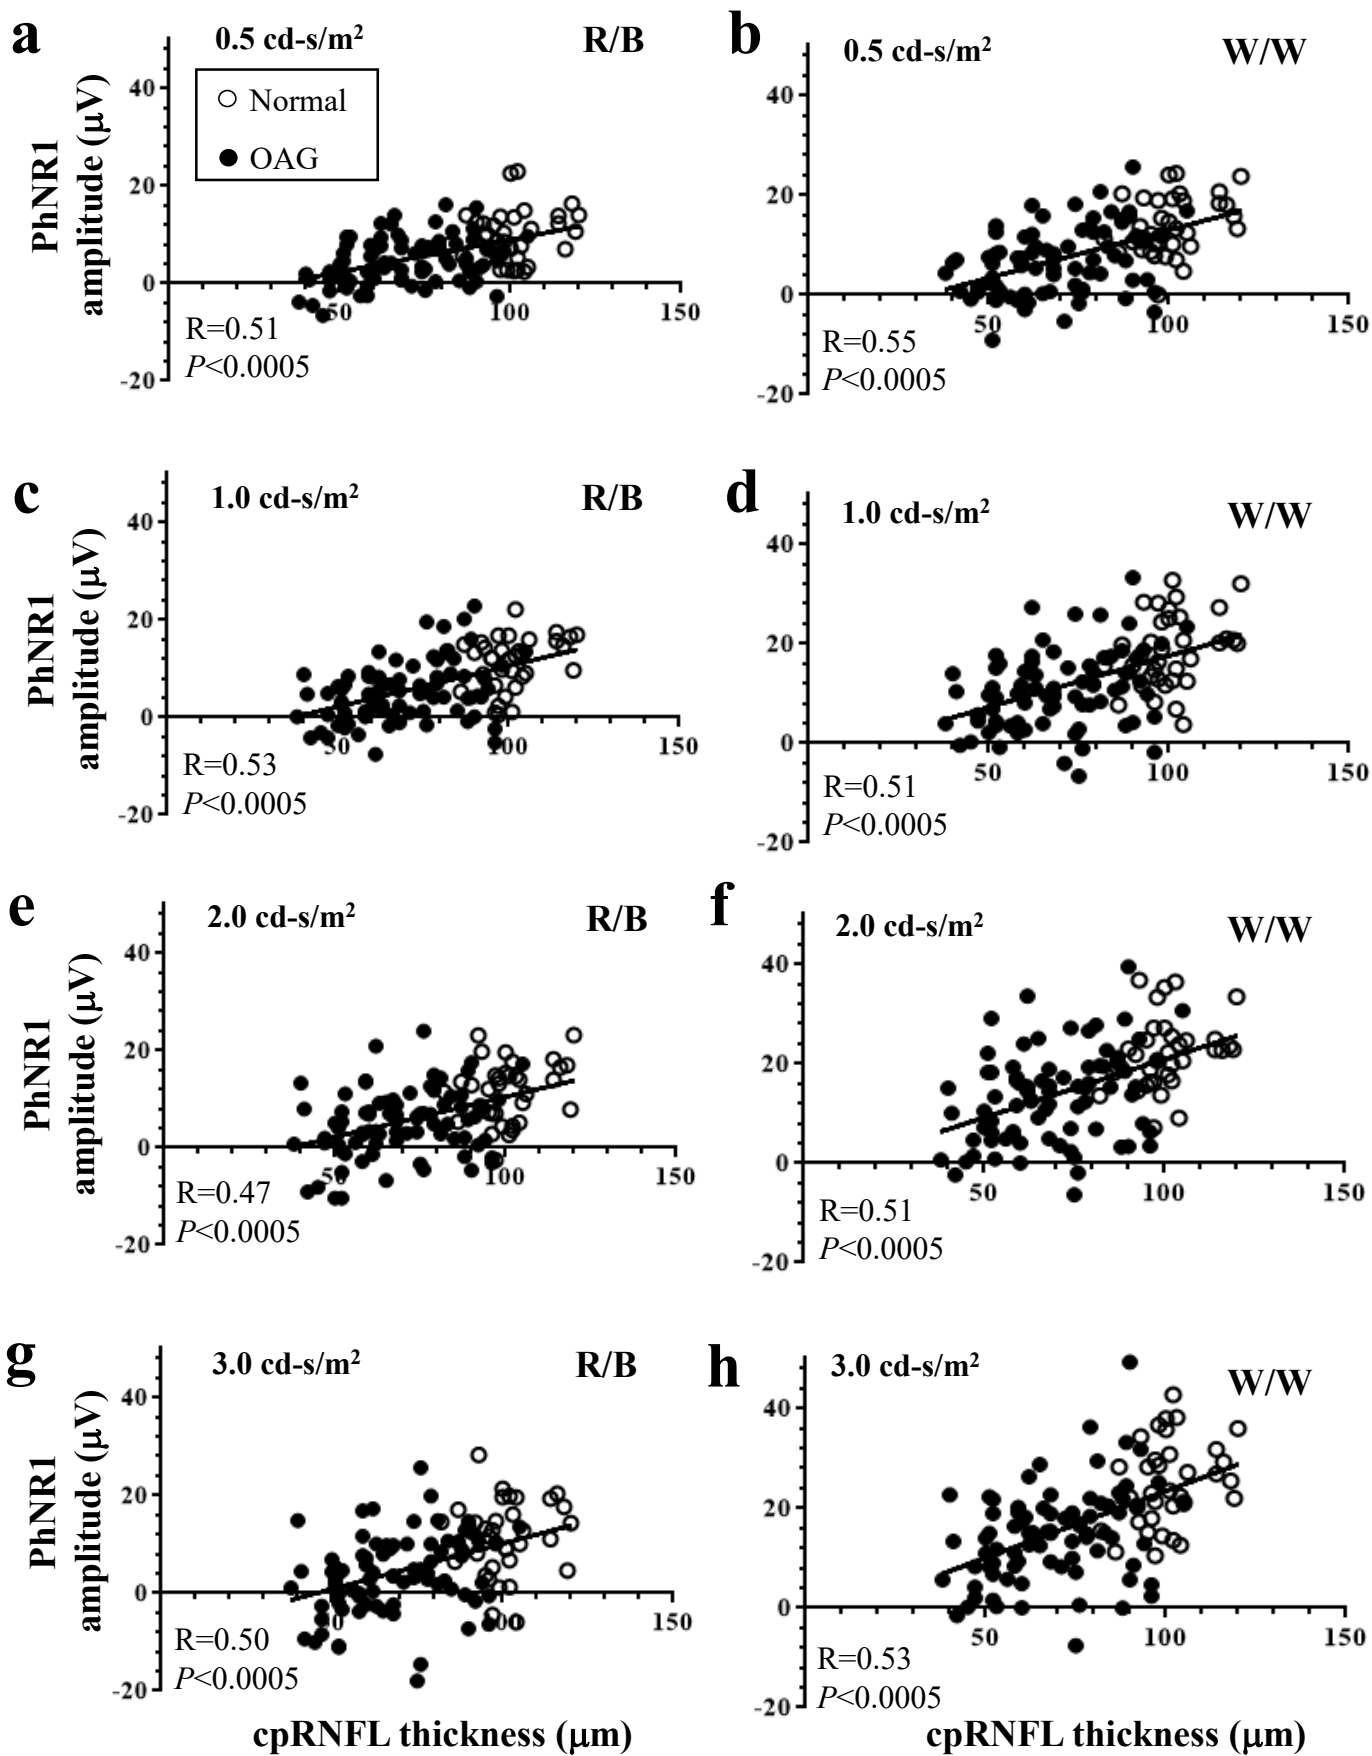 a
0.5 cd-s/m²
R/B
Normal
OAG
PhNR1
amplitude (μV)
40
20
0
-20
50
100
150
R=0.51
P<0.0005
b
0.5 cd-s/m²
W/W
40
20
0
-20
50
100
150
R=0.55
P<0.0005
c
1.0 cd-s/m²
R/B
PhNR1
amplitude (μV)
40
20
0
-20
50
100
150
R=0.53
P<0.0005
d
1.0 cd-s/m²
W/W
40
20
0
-20
50
100
150
R=0.51
P<0.0005
e
2.0 cd-s/m²
R/B
PhNR1
amplitude (μV)
40
20
0
-20
50
100
150
R=0.47
P<0.0005
f
2.0 cd-s/m²
W/W
40
20
0
-20
50
100
150
R=0.51
P<0.0005
g
3.0 cd-s/m²
R/B
PhNR1
amplitude (μV)
40
20
0
-20
50
100
150
R=0.50
P<0.0005
cpRNFL thickness (μm)
h
3.0 cd-s/m²
W/W
40
20
0
-20
50
100
150
R=0.53
P<0.0005
cpRNFL thickness (μm)